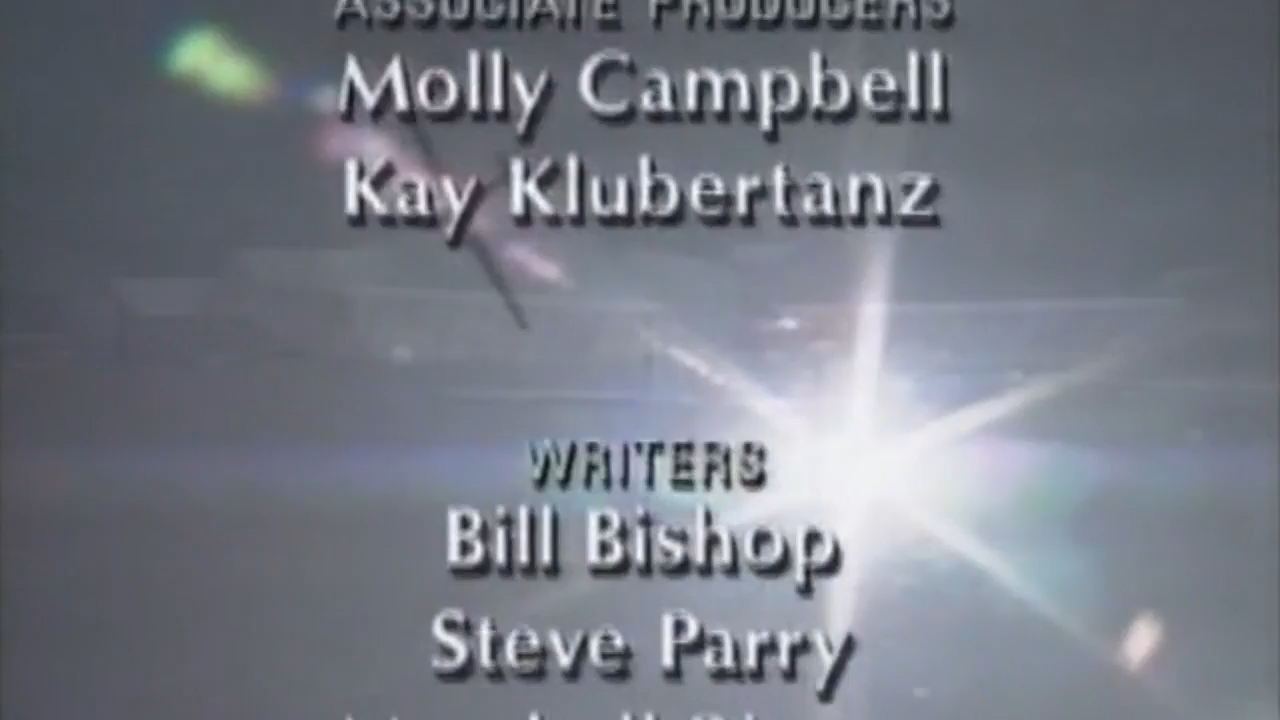 ASSOCIATE PRODUCERS
Molly Campbell
Kay Klubertanz
WRITERS
Bill Bishop
Steve Parry